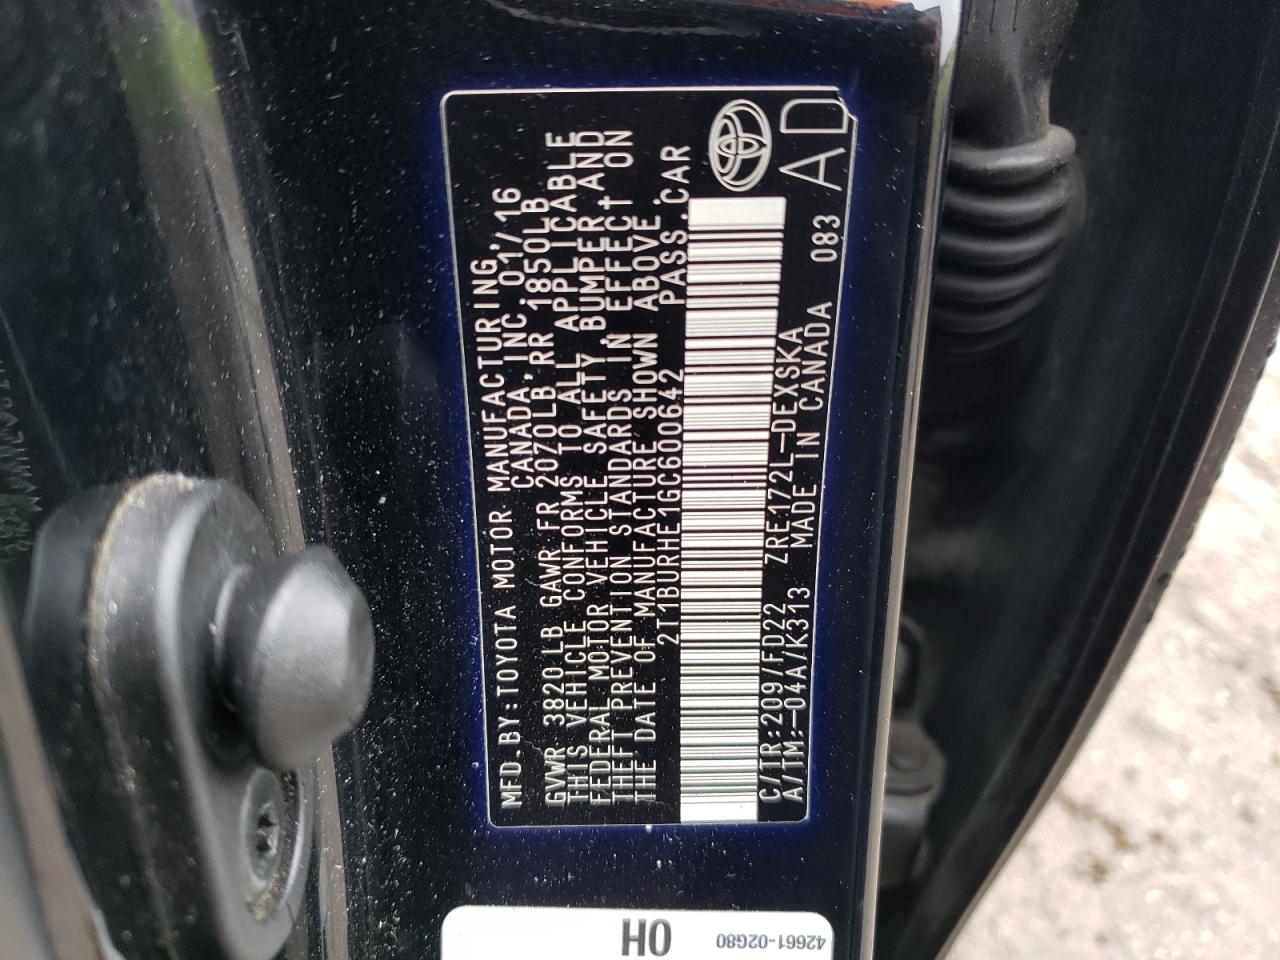 MFD. BY: TOYOTA MOTOR MANUFACTURING,
CANADA, INC. 01/16
GVWR 3820 LB GAWR FR 2070LB, RR 1850LB
THIS VEHICLE CONFORMS TO ALL APPLICABLE
FEDERAL MOTOR VEHICLE SAFETY, BUMPER, AND
THEFT PREVENTION STANDARDS IN EFFECT ON
THE DATE OF MANUFACTURE SHOWN ABOVE.
2T1BURHE1GC600642 PASS.CAR
C/TR:209/FD22 ZRE172L-DEXSKA
A/TM:-04A/K313 MADE IN CANADA 083
AD
0H
42661-02G80